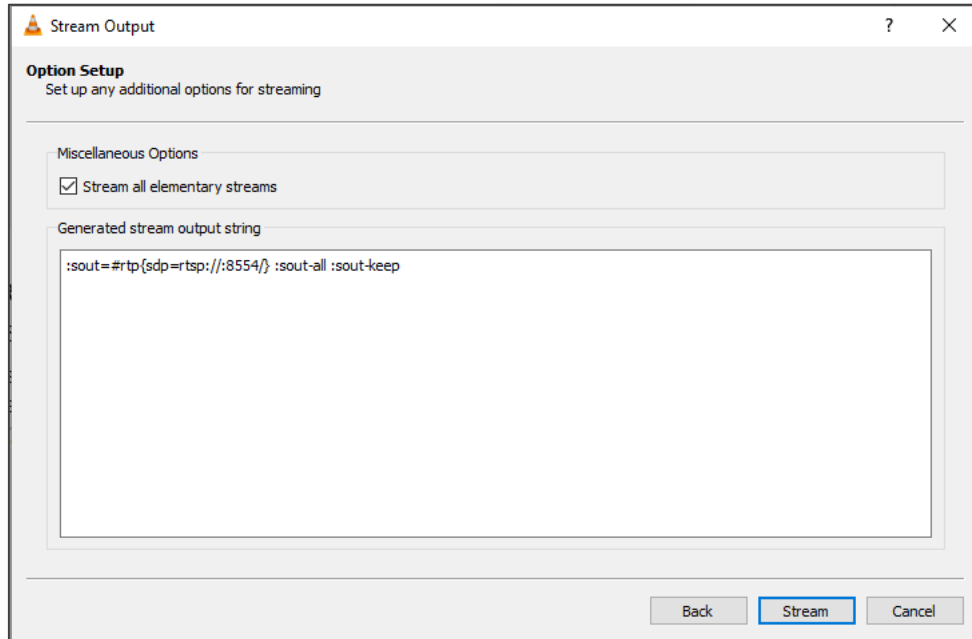 Stream Output
?
Option Setup
Set up any additional options for streaming
Miscellaneous Options
Stream all elementary streams
Generated stream output string
:sout=#rtp{sdp=rtsp://:8554/} :sout-all :sout-keep
Back Stream Cancel